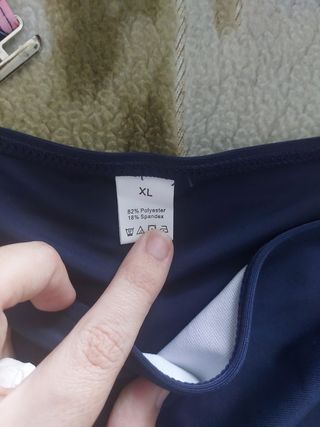 XL
82% Polyester
18% Spandex